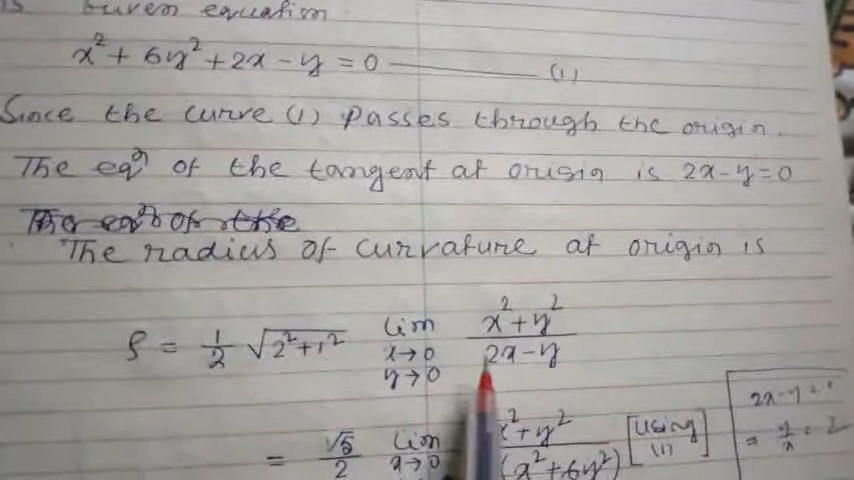 Given equation
x² + 6y² + 2x - y = 0 ——— (1)
Since the curve (1) Passes through the origin.
The eqⁿ of the tangent at origin is 2x-y=0
The radius of curvature at origin is
ρ = 1/2 √(2²+1²) lim x→0 y→0 (x²+y²)/(2x-y)
= √5/2 lim x→0 (x²+y²)/(x²+6y²) [using (1)]
2x-y=
= y/x = 2